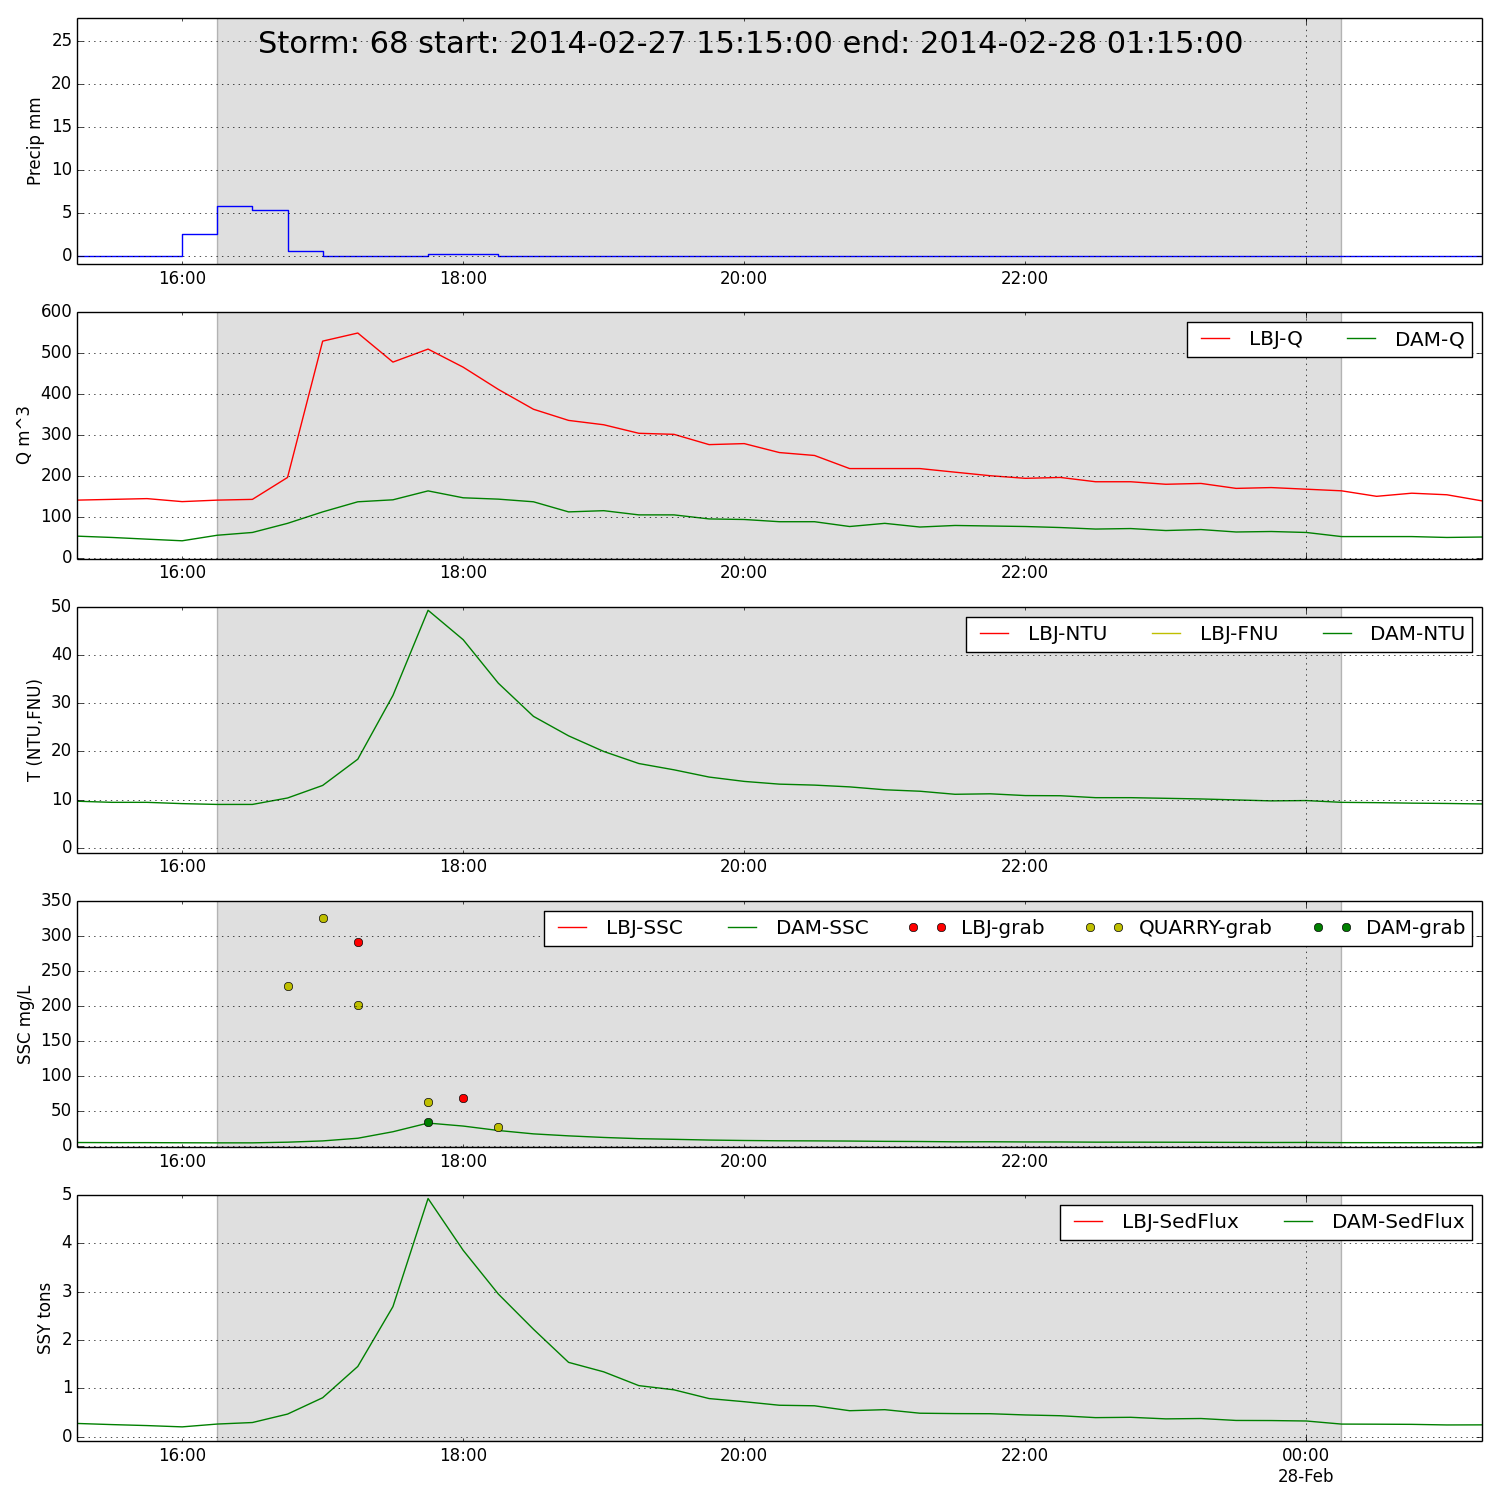 Storm: 68 start: 2014-02-27 15:15:00 end: 2014-02-28 01:15:00
Precip mm
25
20
15
10
5
0
16:00 18:00 20:00 22:00
Q m^3
600
500
400
300
200
100
0
LBJ-Q DAM-Q
16:00 18:00 20:00 22:00
T (NTU,FNU)
50
40
30
20
10
0
LBJ-NTU LBJ-FNU DAM-NTU
16:00 18:00 20:00 22:00
SSC mg/L
350
300
250
200
150
100
50
0
LBJ-SSC DAM-SSC LBJ-grab QUARRY-grab DAM-grab
16:00 18:00 20:00 22:00
SSY tons
5
4
3
2
1
0
LBJ-SedFlux DAM-SedFlux
16:00 18:00 20:00 22:00 00:00
28-Feb